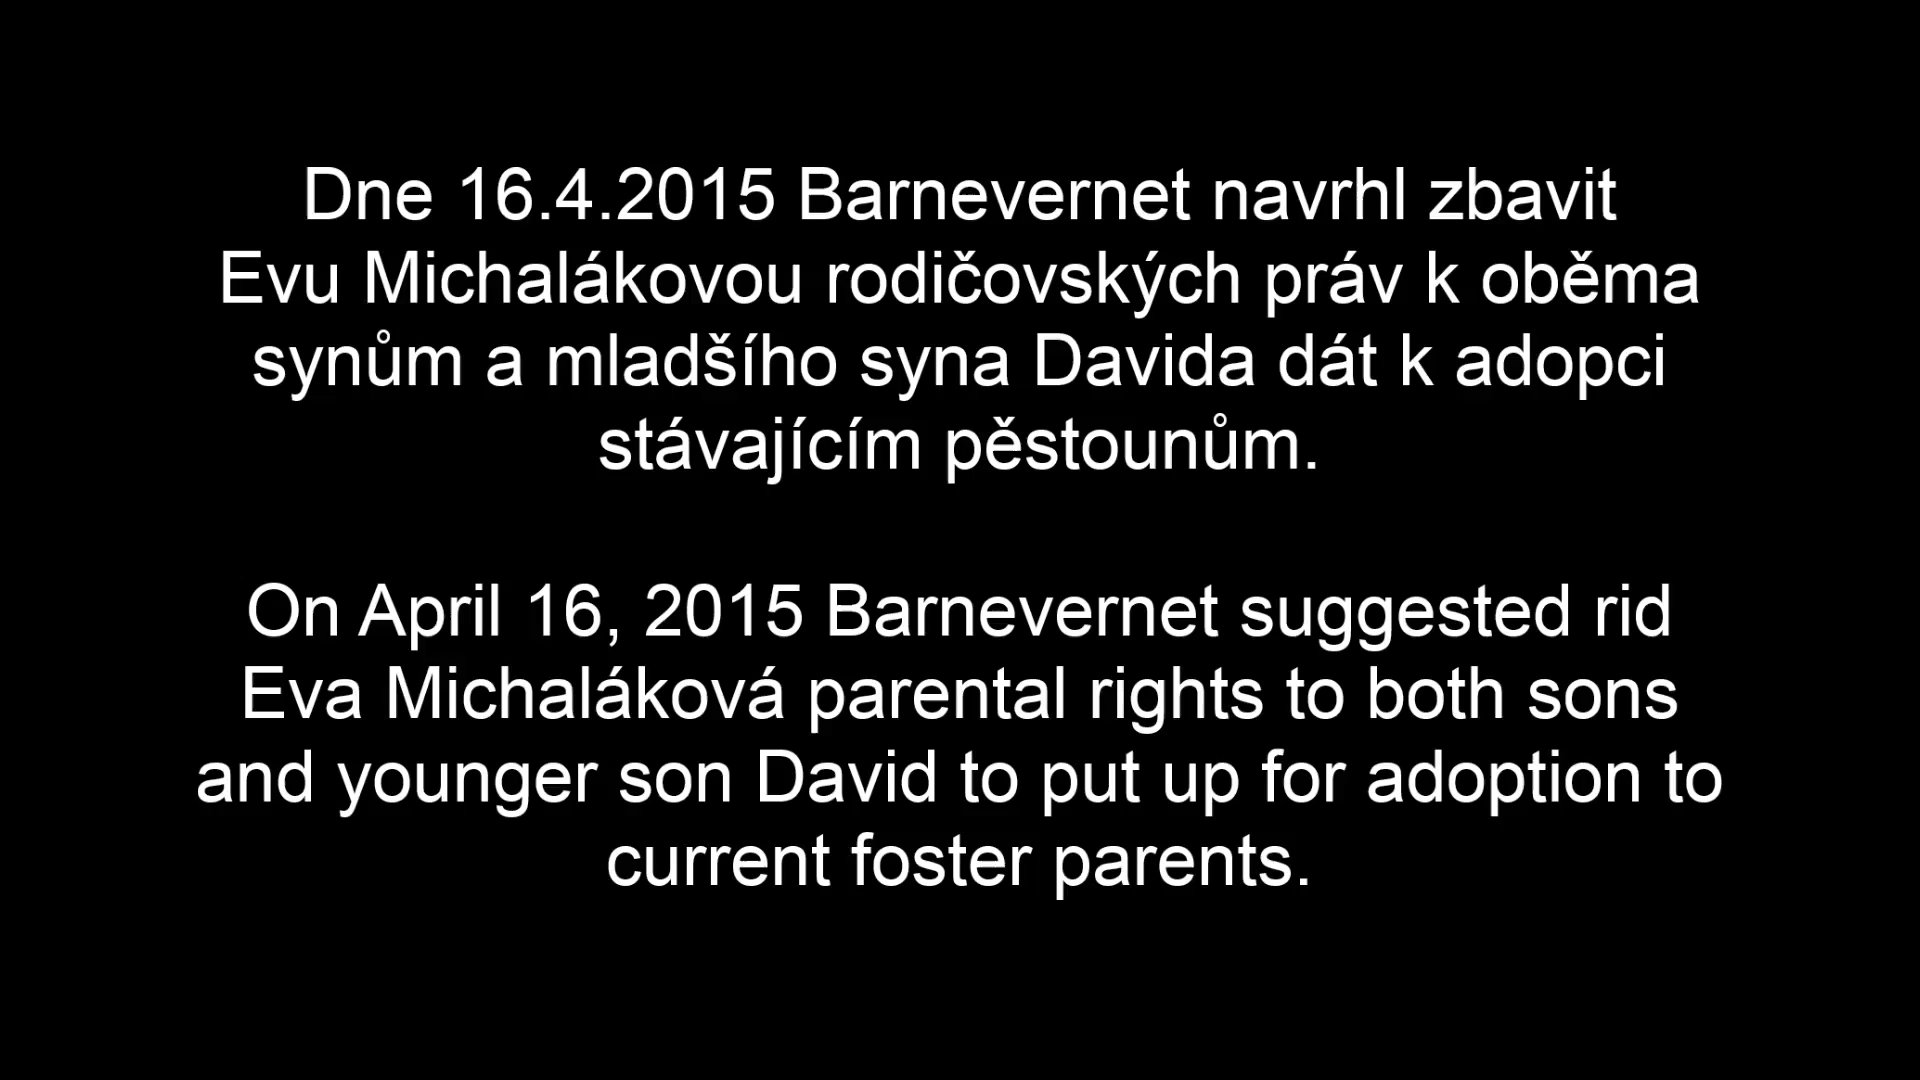 Dne 16.4.2015 Barnevernet navrhl zbavit
Evu Michalákovou rodičovských práv k oběma
synům a mladšího syna Davida dát k adopci
stávajícím pěstounům.
On April 16, 2015 Barnevernet suggested rid
Eva Michaláková parental rights to both sons
and younger son David to put up for adoption to
current foster parents.